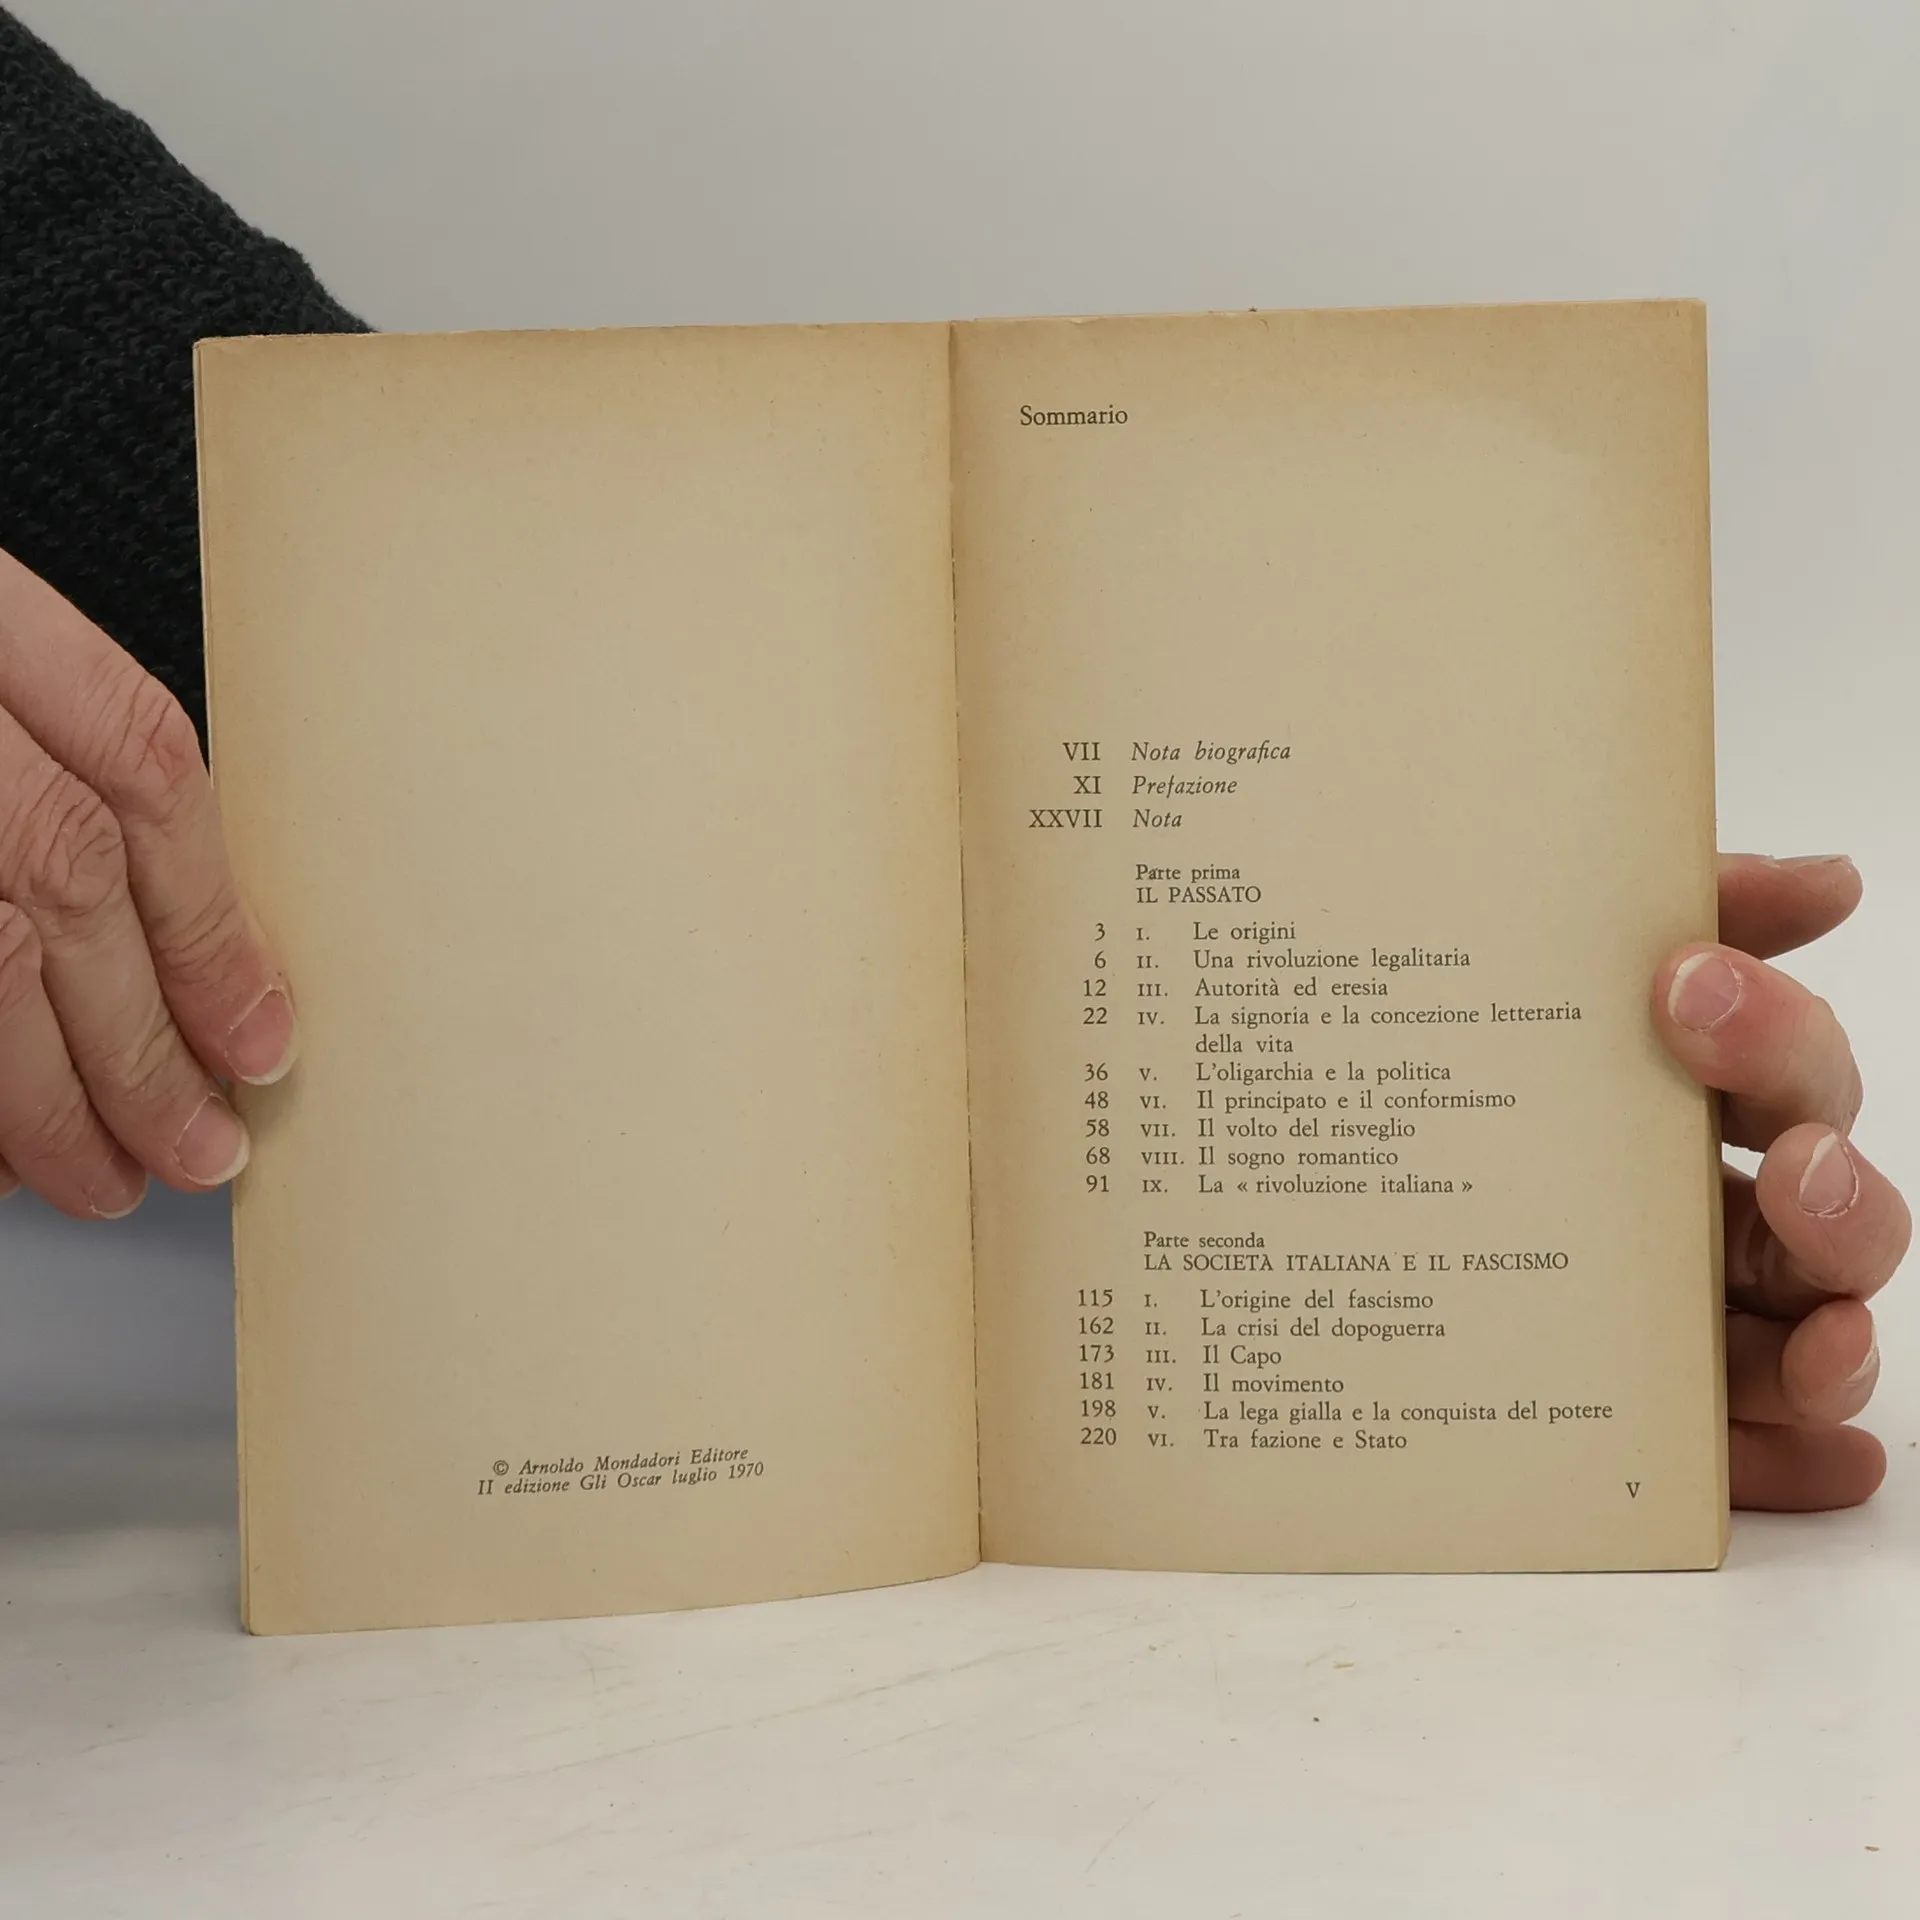 © Arnoldo Mondadori Editore
II edizione Gli Oscar luglio 1970
Sommario
VII Nota biografica
XI Prefazione
XXVII Nota
Parte prima
IL PASSATO
3 I. Le origini
6 II. Una rivoluzione legalitaria
12 III. Autorità ed eresia
22 IV. La signoria e la concezione letteraria
della vita
36 V. L'oligarchia e la politica
48 VI. Il principato e il conformismo
58 VII. Il volto del risveglio
68 VIII. Il sogno romantico
91 IX. La « rivoluzione italiana »
Parte seconda
LA SOCIETÀ ITALIANA E IL FASCISMO
115 I. L'origine del fascismo
162 II. La crisi del dopoguerra
173 III. Il Capo
181 IV. Il movimento
198 V. La lega gialla e la conquista del potere
220 VI. Tra fazione e Stato
V